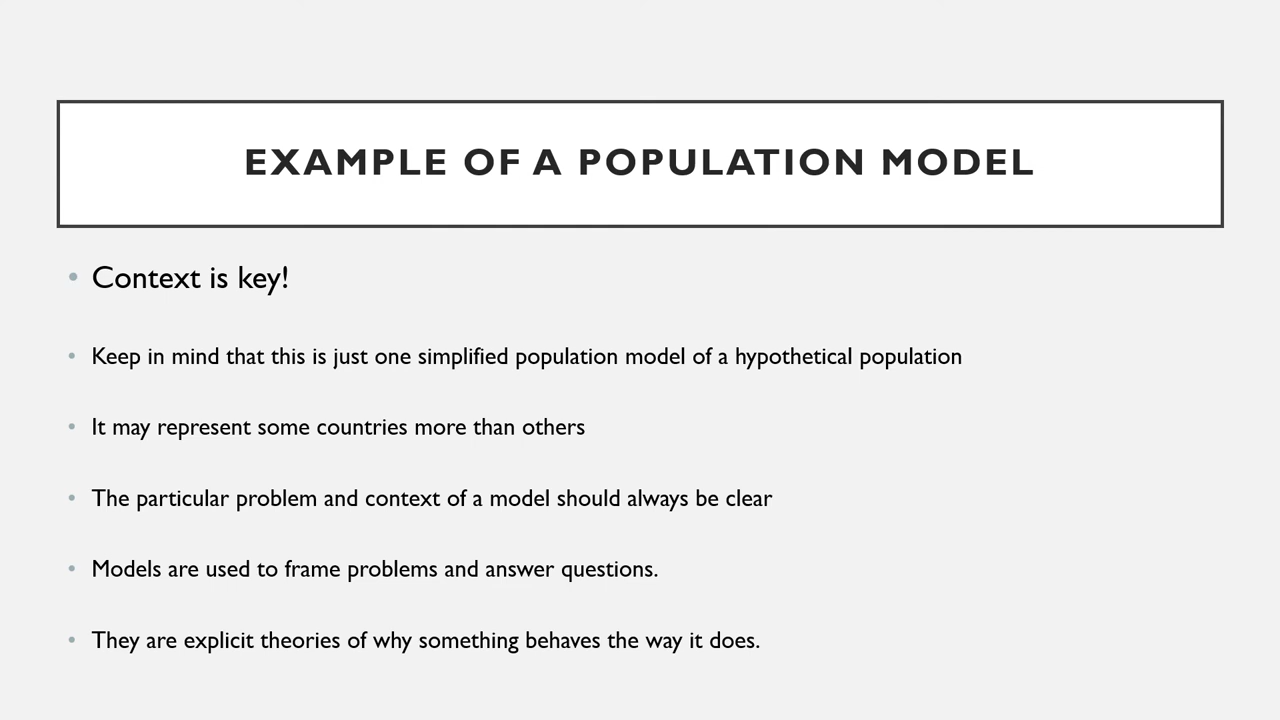 EXAMPLE OF A POPULATION MODEL
• Context is key!
• Keep in mind that this is just one simplified population model of a hypothetical population
• It may represent some countries more than others
• The particular problem and context of a model should always be clear
• Models are used to frame problems and answer questions.
• They are explicit theories of why something behaves the way it does.